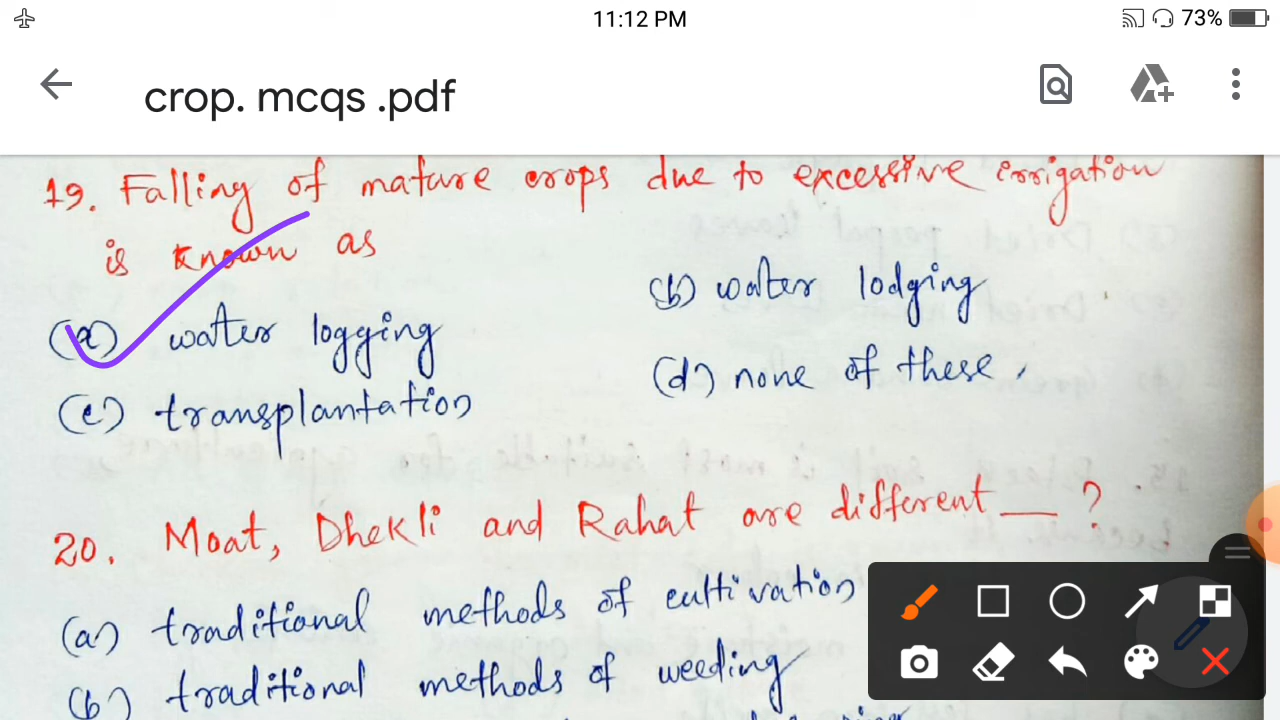 11:12 PM
73%
crop. mcqs .pdf
19. Falling of mature crops due to excessive irrigation
is known as
(a) water logging
(b) water lodging
(c) transplantation
(d) none of these.
20. Moat, Dhekli and Rahat are different __ ?
(a) traditional methods of cultivation
(b) traditional methods of weeding